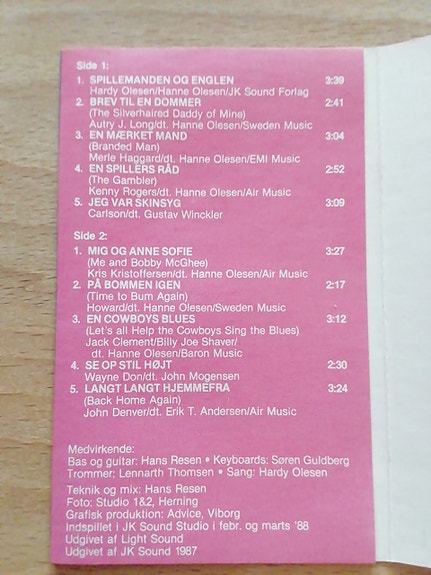 Side 1:
1. SPILLEMANDEN OG ENGLEN 3:39
Hardy Olesen/Hanne Olesen/JK Sound Forlag
2. BREV TIL EN DOMMER 2:41
(The Silverhaired Daddy of Mine)
Autry J. Long/dt. Hanne Olesen/Sweden Music
3. EN MÆRKET MAND 3:04
(Branded Man)
Merle Haggard/dt. Hanne Olesen/EMI Music
4. EN SPILLERS RÅD 2:52
(The Gambler)
Kenny Rogers/dt. Hanne Olesen/Air Music
5. JEG VAR SKINSYG 3:09
Carlson/dt. Gustav Winckler
Side 2:
1. MIG OG ANNE SOFIE 3:27
(Me and Bobby McGhee)
Kris Kristoffersen/dt. Hanne Olesen/Air Music
2. PÅ BOMMEN IGEN 2:17
(Time to Bum Again)
Howard/dt. Hanne Olesen/Sweden Music
3. EN COWBOYS BLUES 3:12
(Let's all Help the Cowboys Sing the Blues)
Jack Clement/Billy Joe Shaver/
dt. Hanne Olesen/Baron Music
4. SE OP STIL HØJT 2:30
Wayne Don/dt. John Mogensen
5. LANGT LANGT HJEMMEFRA 3:24
(Back Home Again)
John Denver/dt. Erik T. Andersen/Air Music
Medvirkende:
Bas og guitar: Hans Resen • Keyboards: Søren Guldberg
Trommer: Lennarth Thomsen • Sang: Hardy Olesen
Teknik og mix: Hans Resen
Foto: Studio 1&2, Herning
Grafisk produktion: Advice, Viborg
Indspillet i JK Sound Studio i febr. og marts '88
Udgivet af Light Sound
Udgivet af JK Sound 1987